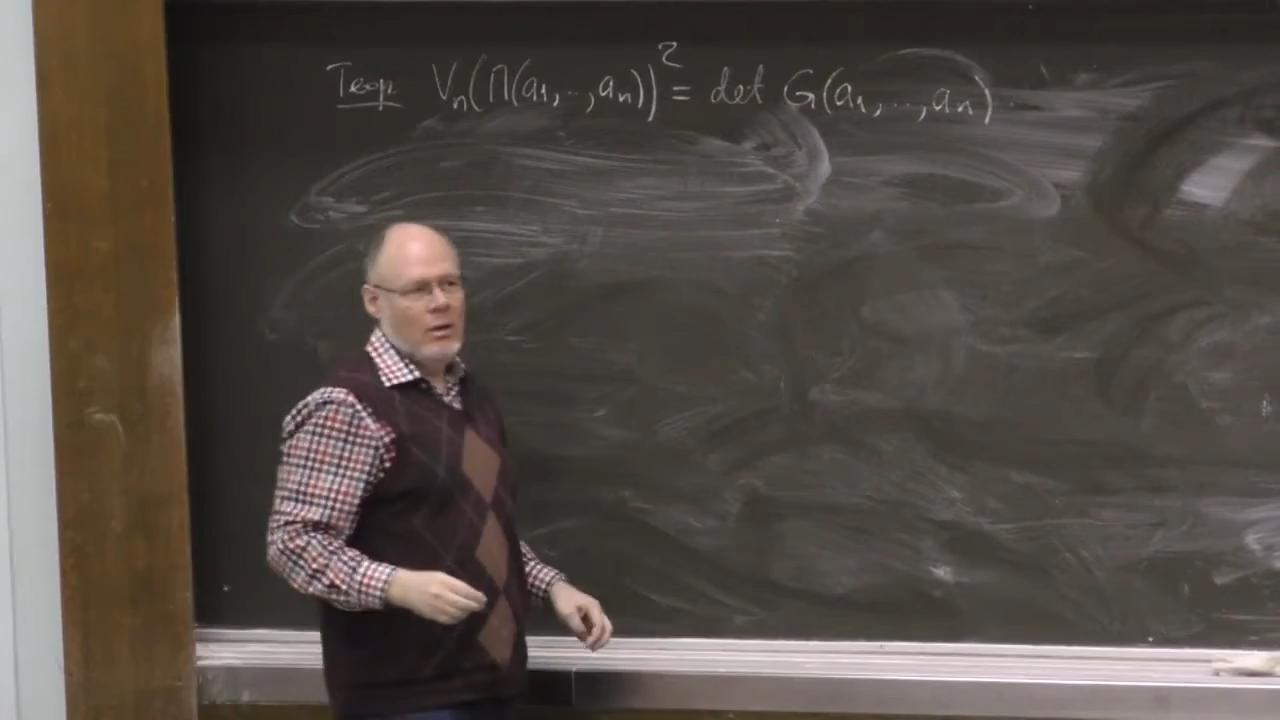 Теор V_n(П(a_1,..,a_n))^2 = det G(a_1,...,a_n).